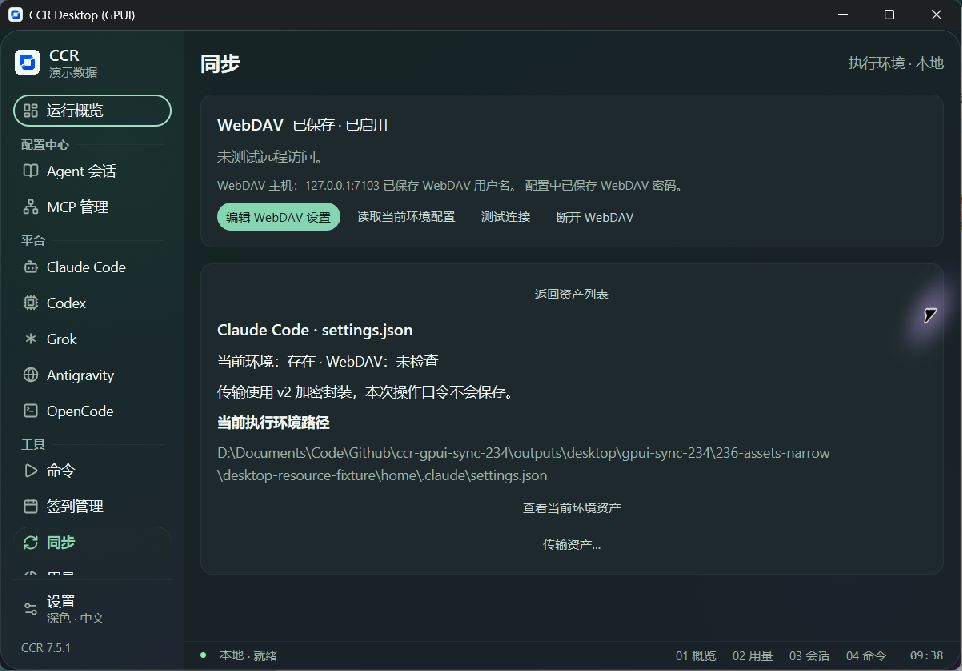 CCR Desktop (GPUI)
CCR
演示数据
运行概览
配置中心
Agent 会话
MCP 管理
平台
Claude Code
Codex
Grok
Antigravity
OpenCode
工具
命令
签到管理
同步
设置
深色 · 中文
CCR 7.5.1
同步
执行环境 · 本地
WebDAV 已保存 · 已启用
未测试远程访问。
WebDAV 主机：127.0.0.1:7103 已保存 WebDAV 用户名。 配置中已保存 WebDAV 密码。
编辑 WebDAV 设置 读取当前环境配置 测试连接 断开 WebDAV
返回资产列表
Claude Code · settings.json
当前环境：存在 · WebDAV：未检查
传输使用 v2 加密封装，本次操作口令不会保存。
当前执行环境路径
D:\Documents\Code\Github\ccr-gpui-sync-234\outputs\desktop\gpui-sync-234\236-assets-narrow
\desktop-resource-fixture\home\.claude\settings.json
查看当前环境资产
传输资产...
本地 · 就绪
01 概览 02 用量 03 会话 04 命令 09:38